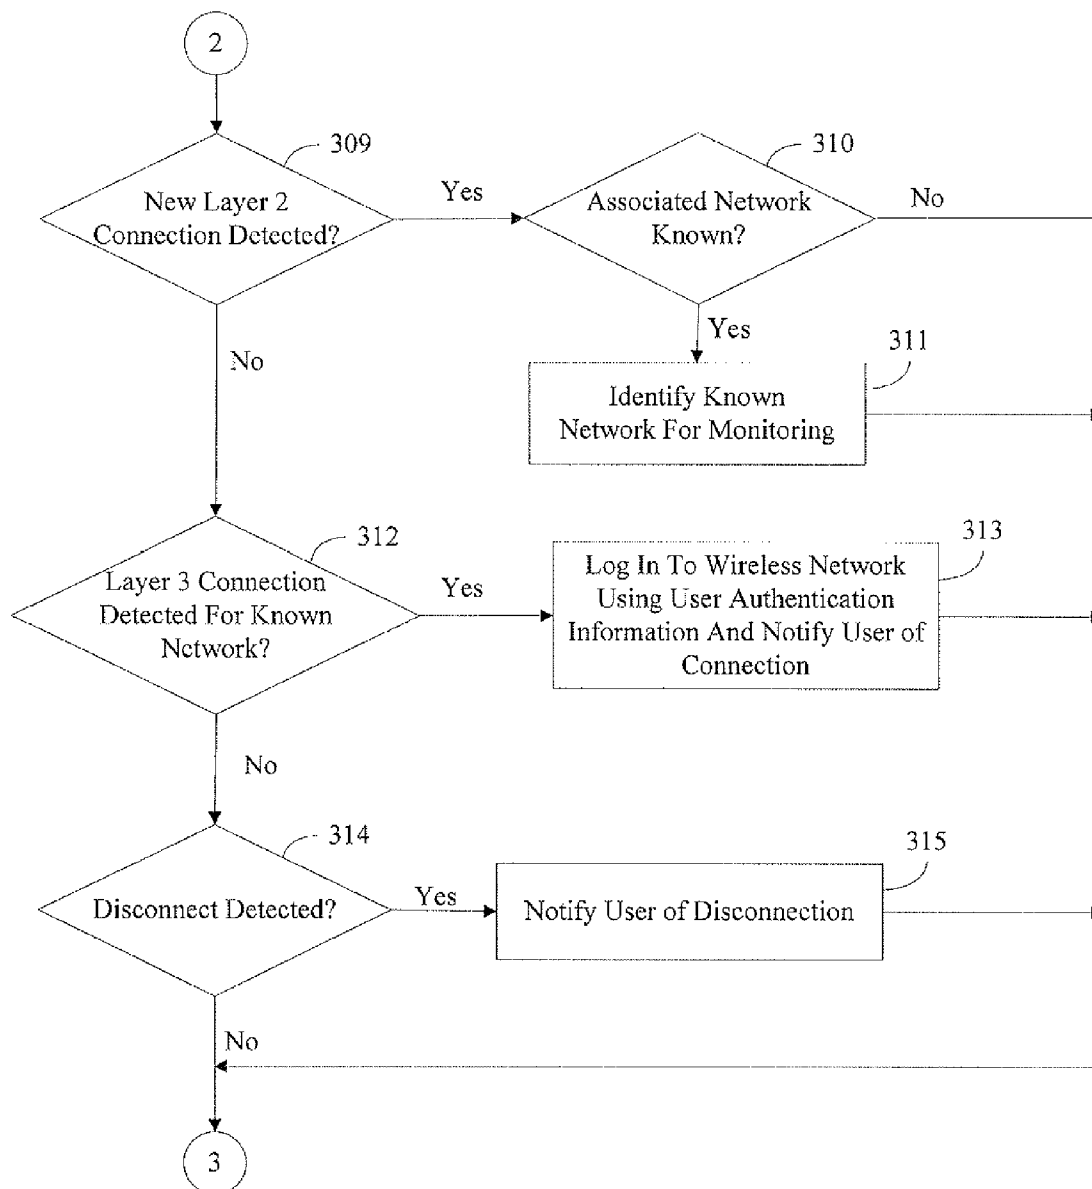 2
309
New Layer 2
Connection Detected?
Yes
310
Associated Network
Known?
No
Yes
No
311
Identify Known
Network For Monitoring
312
Layer 3 Connection
Detected For Known
Network?
Yes
313
Log In To Wireless Network
Using User Authentication
Information And Notify User of
Connection
No
314
Disconnect Detected?
Yes
315
Notify User of Disconnection
No
3